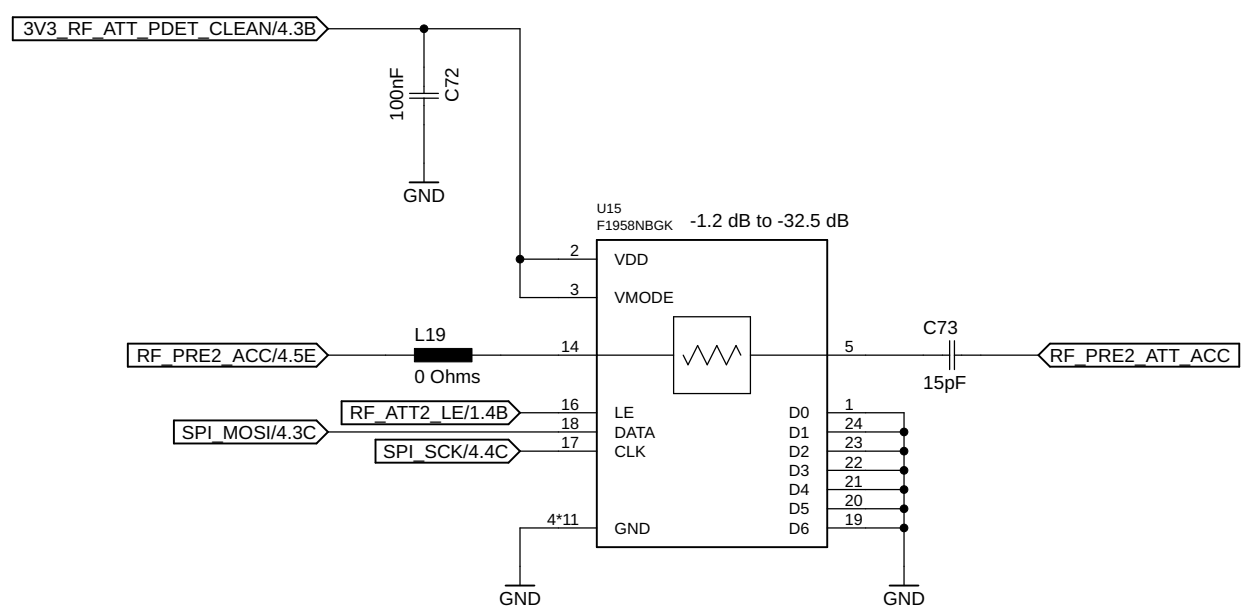 3V3_RF_ATT_PDET_CLEAN/4.3B
100nF
C72
GND
U15
F1958NBGK
-1.2 dB to -32.5 dB
2
VDD
3
VMODE
RF_PRE2_ACC/4.5E
L19
0 Ohms
14
5
C73
15pF
RF_PRE2_ATT_ACC
RF_ATT2_LE/1.4B
16
LE
SPI_MOSI/4.3C
18
DATA
SPI_SCK/4.4C
17
CLK
4*11
GND
D0
1
D1
24
D2
23
D3
22
D4
21
D5
20
D6
19
GND
GND